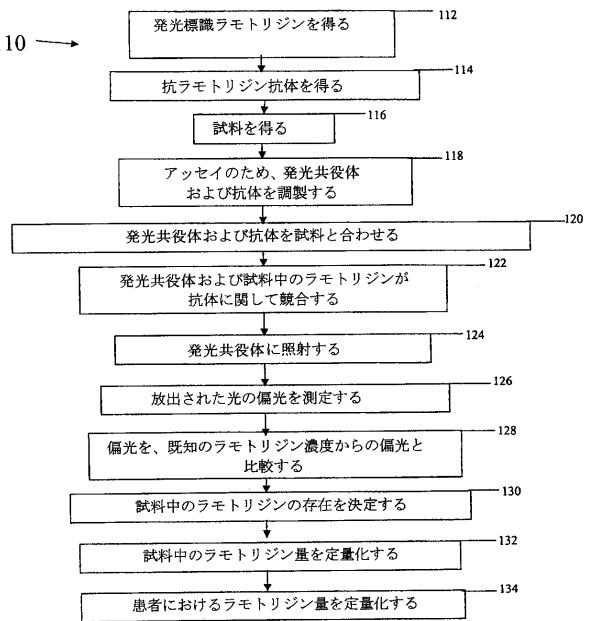 110
発光標識ラモトリジンを得る
112
抗ラモトリジン抗体を得る
114
試料を得る
116
アッセイのため、発光共役体
および抗体を調製する
118
発光共役体および抗体を試料と合わせる
120
発光共役体および試料中のラモトリジンが
抗体に関して競合する
122
発光共役体に照射する
124
放出された光の偏光を測定する
126
偏光を、既知のラモトリジン濃度からの偏光と
比較する
128
試料中のラモトリジンの存在を決定する
130
試料中のラモトリジン量を定量化する
132
患者におけるラモトリジン量を定量化する
134